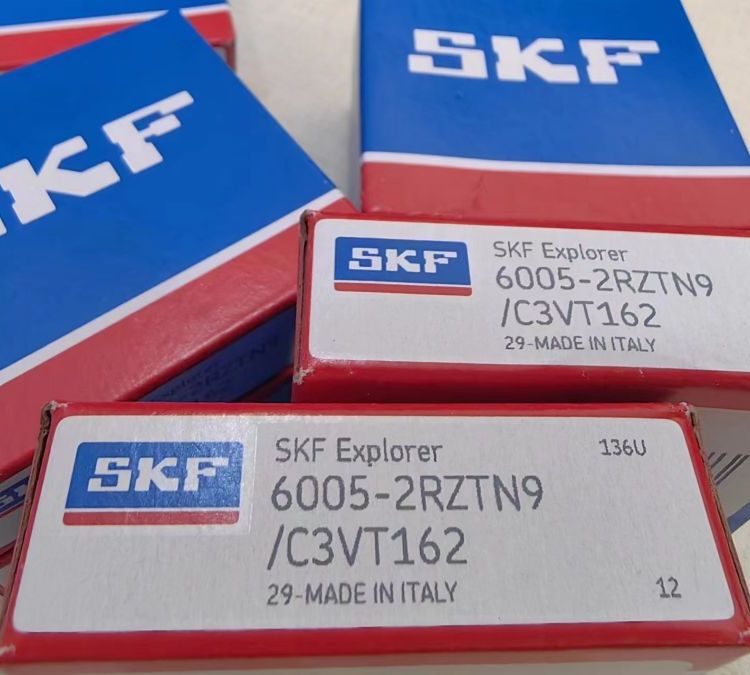 SKF
SKF
SKF
SKF Explorer
6005-2RZTN9
/C3VT162
29-MADE IN ITALY
SKF
SKF Explorer
136U
6005-2RZTN9
/C3VT162
29-MADE IN ITALY
12